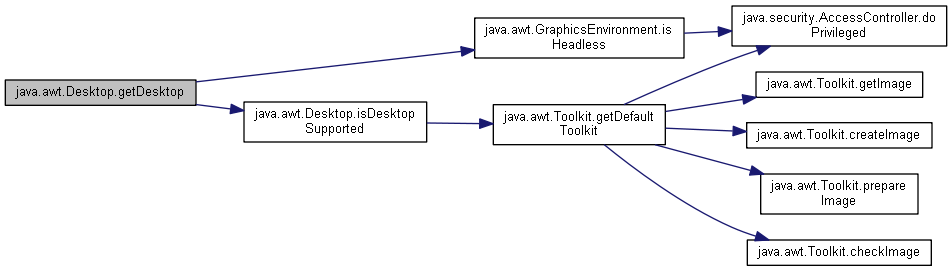 java.awt.Desktop.getDesktop
java.awt.GraphicsEnvironment.is
Headless
java.awt.Desktop.isDesktop
Supported
java.awt.Toolkit.getDefault
Toolkit
java.security.AccessController.do
Privileged
java.awt.Toolkit.getImage
java.awt.Toolkit.createImage
java.awt.Toolkit.prepare
Image
java.awt.Toolkit.checkImage